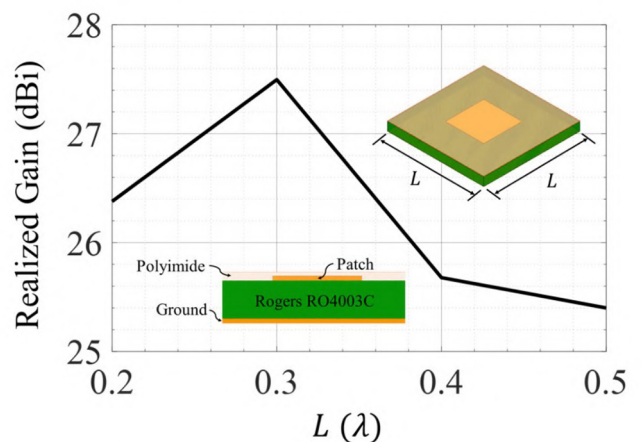 Realized Gain (dBi)
28
27
26
25
0.2
0.3
0.4
0.5
L (λ)
L
L
Polyimide
Patch
Rogers RO4003C
Ground